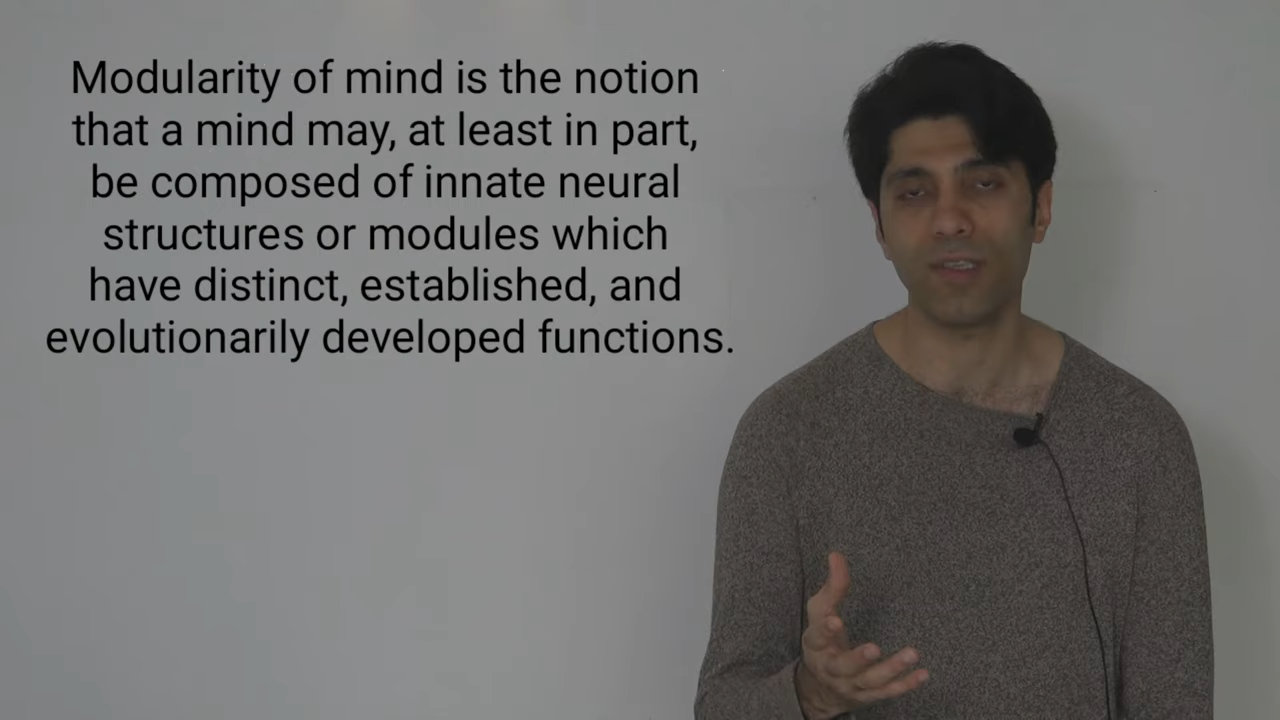 Modularity of mind is the notion
that a mind may, at least in part,
be composed of innate neural
structures or modules which
have distinct, established, and
evolutionarily developed functions.